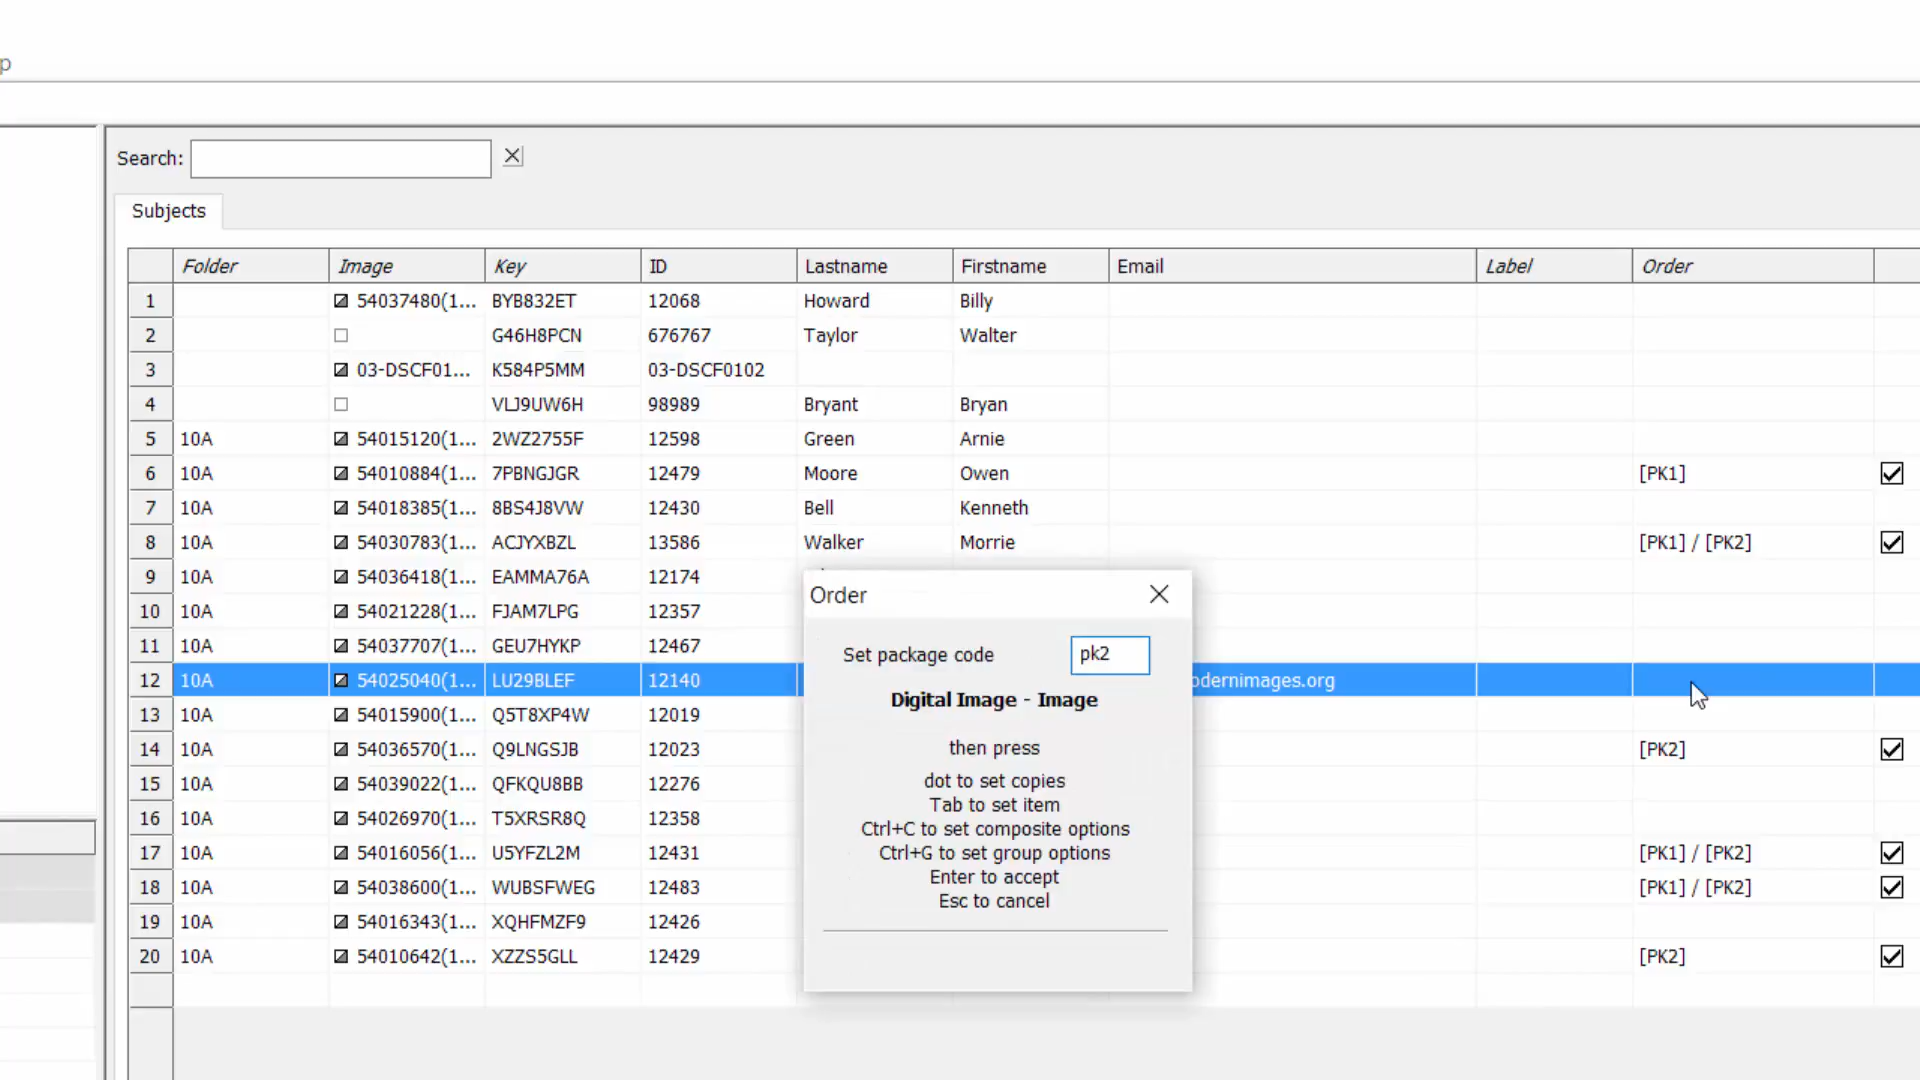 p
Search:
Subjects
Folder Image Key ID Lastname Firstname Email Label Order
1 54037480(1... BYB832ET 12068 Howard Billy
2 G46H8PCN 676767 Taylor Walter
3 03-DSCF01... K584P5MM 03-DSCF0102
4 VLJ9UW6H 98989 Bryant Bryan
5 10A 54015120(1... 2WZ2755F 12598 Green Arnie
6 10A 54010884(1... 7PBNGJGR 12479 Moore Owen [PK1]
7 10A 54018385(1... 8BS4J8VW 12430 Bell Kenneth
8 10A 54030783(1... ACJYXBZL 13586 Walker Morrie [PK1] / [PK2]
9 10A 54036418(1... EAMMA76A 12174
10 10A 54021228(1... FJAM7LPG 12357
11 10A 54037707(1... GEU7HYKP 12467
12 10A 54025040(1... LU29BLEF 12140 odernimages.org
13 10A 54015900(1... Q5T8XP4W 12019
14 10A 54036570(1... Q9LNGSJB 12023 [PK2]
15 10A 54039022(1... QFKQU8BB 12276
16 10A 54026970(1... T5XRSR8Q 12358
17 10A 54016056(1... U5YFZL2M 12431 [PK1] / [PK2]
18 10A 54038600(1... WUBSFWEG 12483 [PK1] / [PK2]
19 10A 54016343(1... XQHFMZF9 12426
20 10A 54010642(1... XZZS5GLL 12429 [PK2]
Order
Set package code pk2
Digital Image - Image
then press
dot to set copies
Tab to set item
Ctrl+C to set composite options
Ctrl+G to set group options
Enter to accept
Esc to cancel